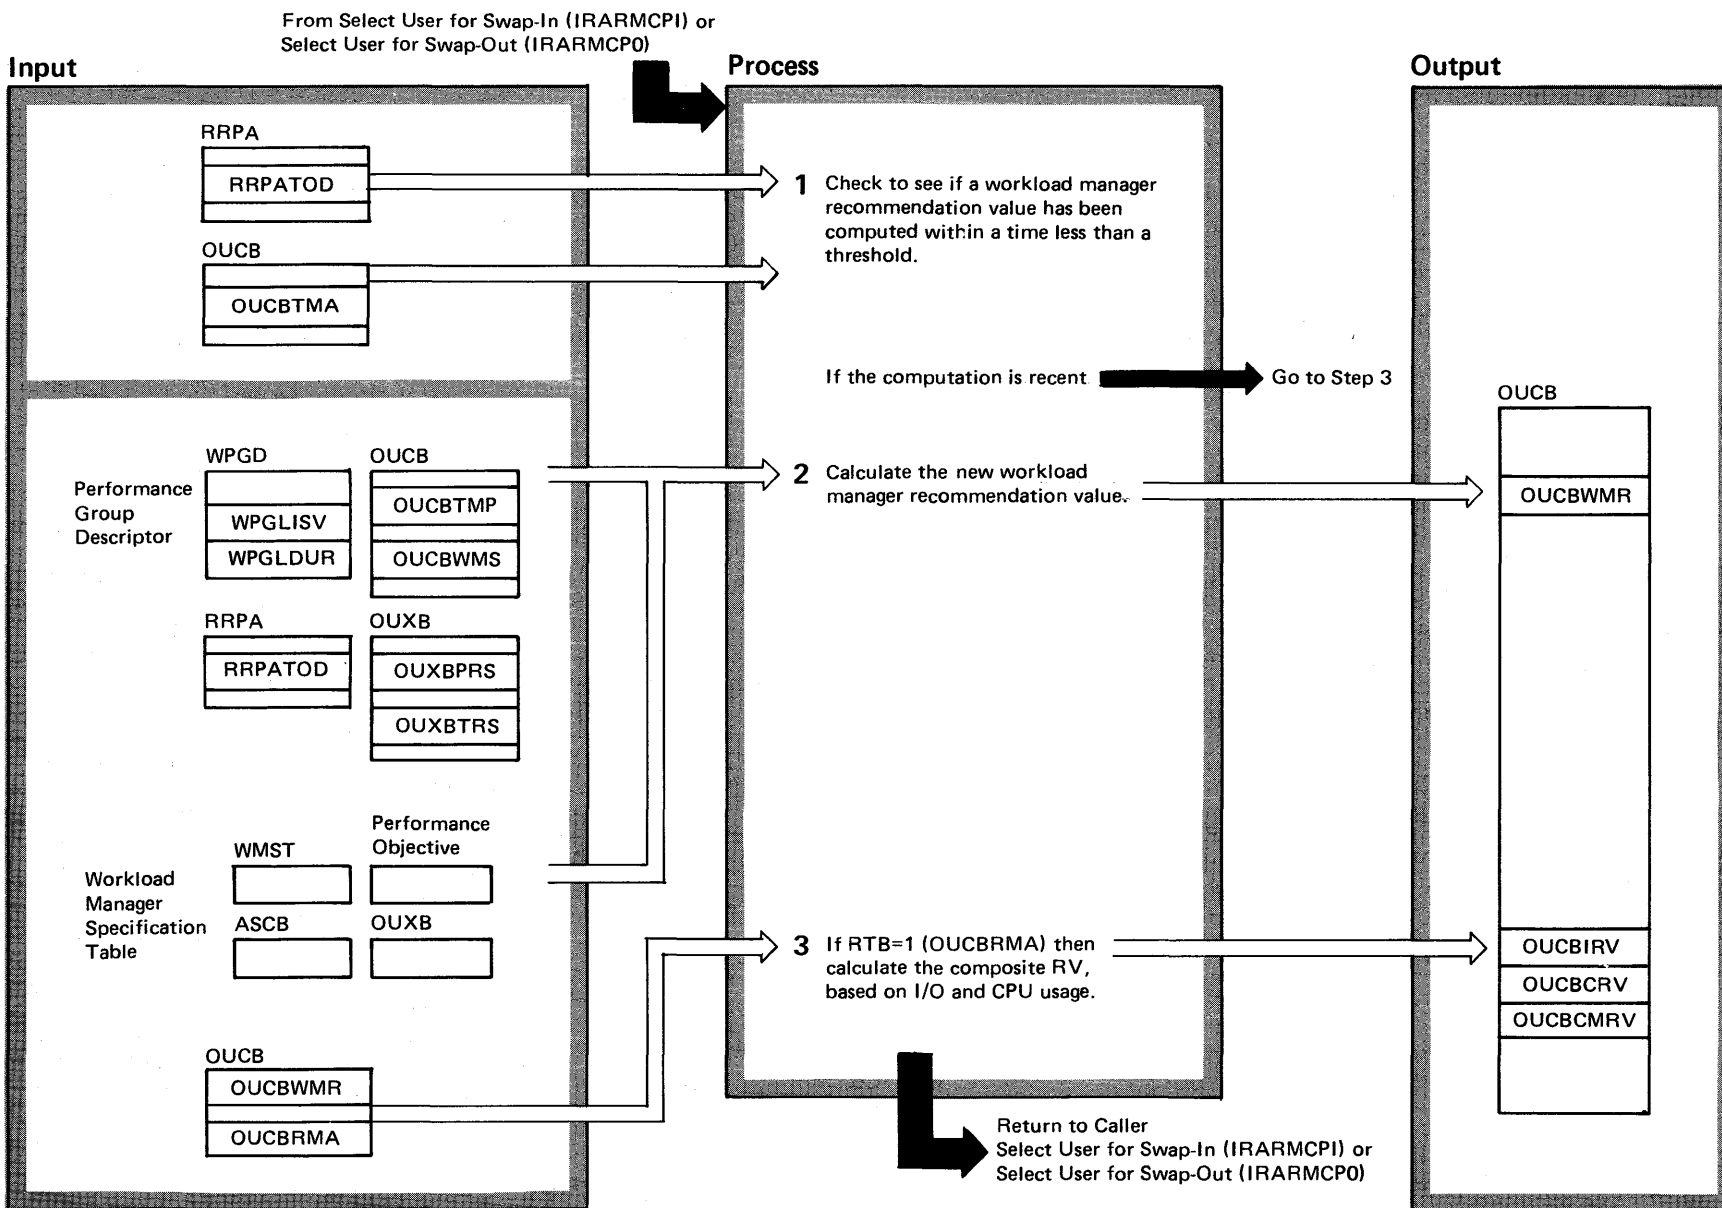 From Select User for Swap-In (IRARMCPI) or
Select User for Swap-Out (IRARMCP0)
Input
Process
Output
RRPA
RRPATOD
OUCB
OUCBTMA
1 Check to see if a workload manager
recommendation value has been
computed within a time less than a
threshold.
If the computation is recent
Go to Step 3
Performance
Group
Descriptor
WPGD
WPGLISV
WPGLDUR
OUCB
OUCBTMP
OUCBWMS
RRPA
RRPATOD
OUXB
OUXBPRS
OUXBTRS
2 Calculate the new workload
manager recommendation value.
OUCB
OUCBWMR
Workload
Manager
Specification
Table
WMST
Performance
Objective
ASCB
OUXB
OUCB
OUCBWMR
OUCBRMA
3 If RTB=1 (OUCBRMA) then
calculate the composite RV,
based on I/O and CPU usage.
OUCBIRV
OUCBCRV
OUCBCMRV
Return to Caller
Select User for Swap-In (IRARMCPI) or
Select User for Swap-Out (IRARMCP0)